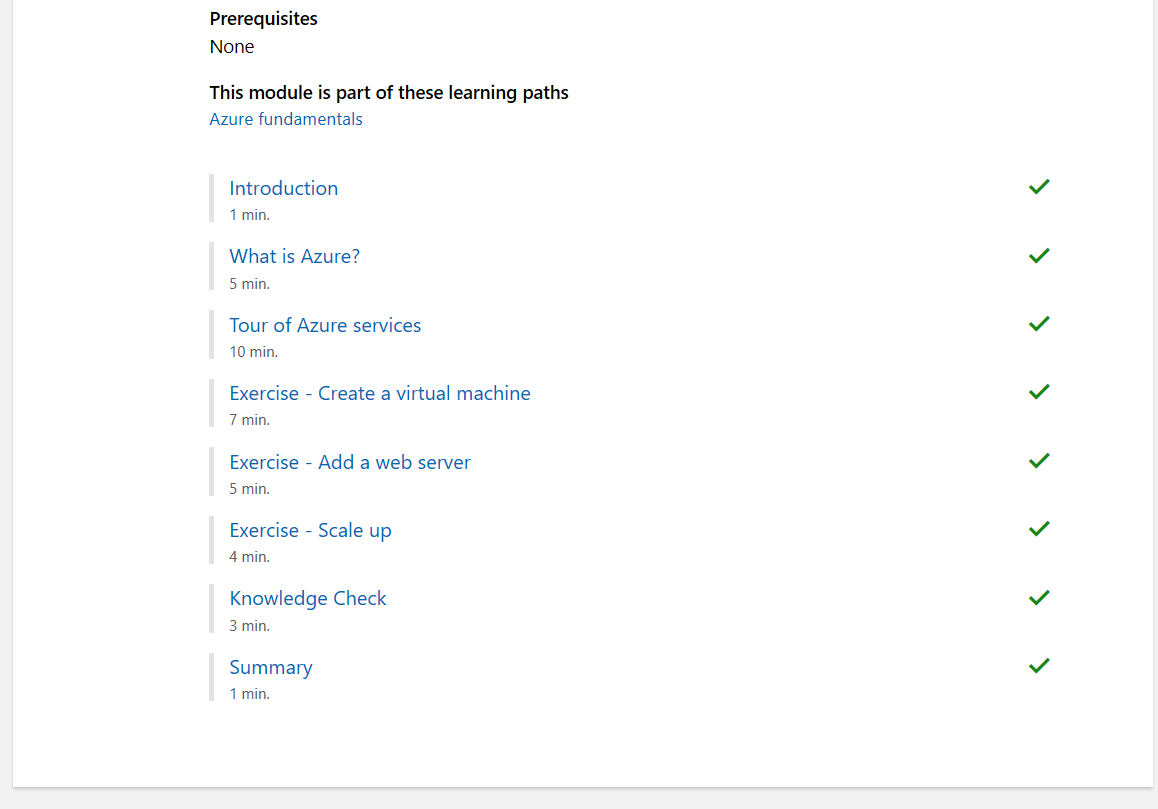 Prerequisites
None
This module is part of these learning paths
Azure fundamentals
Introduction
1 min.
What is Azure?
5 min.
Tour of Azure services
10 min.
Exercise - Create a virtual machine
7 min.
Exercise - Add a web server
5 min.
Exercise - Scale up
4 min.
Knowledge Check
3 min.
Summary
1 min.